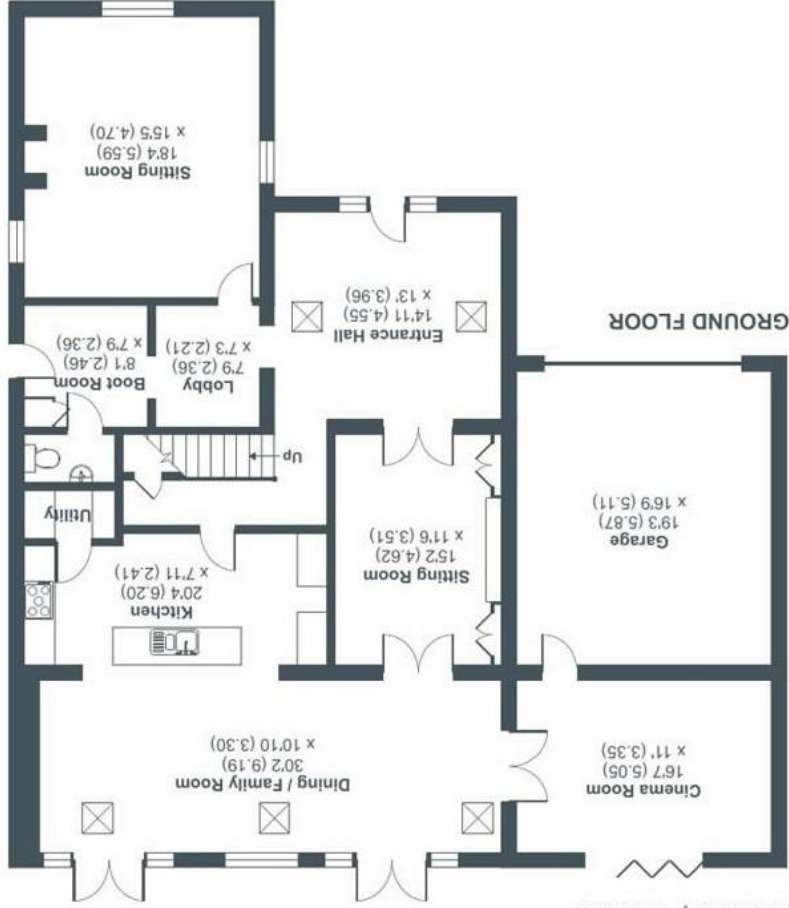 Cinema Room
16'7 (5.05)
x 11' (3.35)
Dining / Family Room
30'2 (9.19)
x 10'10 (3.30)
Kitchen
20'4 (6.20)
x 7'11 (2.41)
Sitting Room
15'2 (4.62)
x 11'6 (3.51)
Garage
19'3 (5.87)
x 16'9 (5.11)
Utility
Up
Lobby
7'9 (2.36)
x 7'3 (2.21)
Boot Room
8'1 (2.46)
x 7'9 (2.36)
Entrance Hall
14'11 (4.55)
x 13' (3.96)
GROUND FLOOR
Sitting Room
18'4 (5.59)
x 15'5 (4.70)